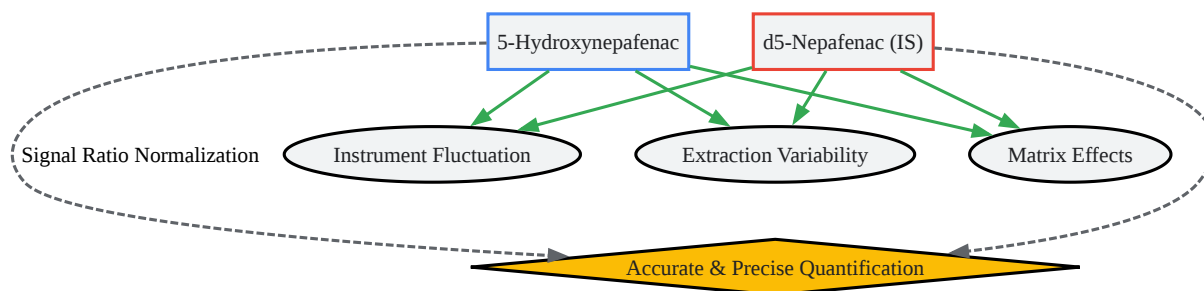 5-Hydroxynepafenac
d5-Nepafenac (IS)
Signal Ratio Normalization
Instrument Fluctuation
Extraction Variability
Matrix Effects
Accurate & Precise Quantification